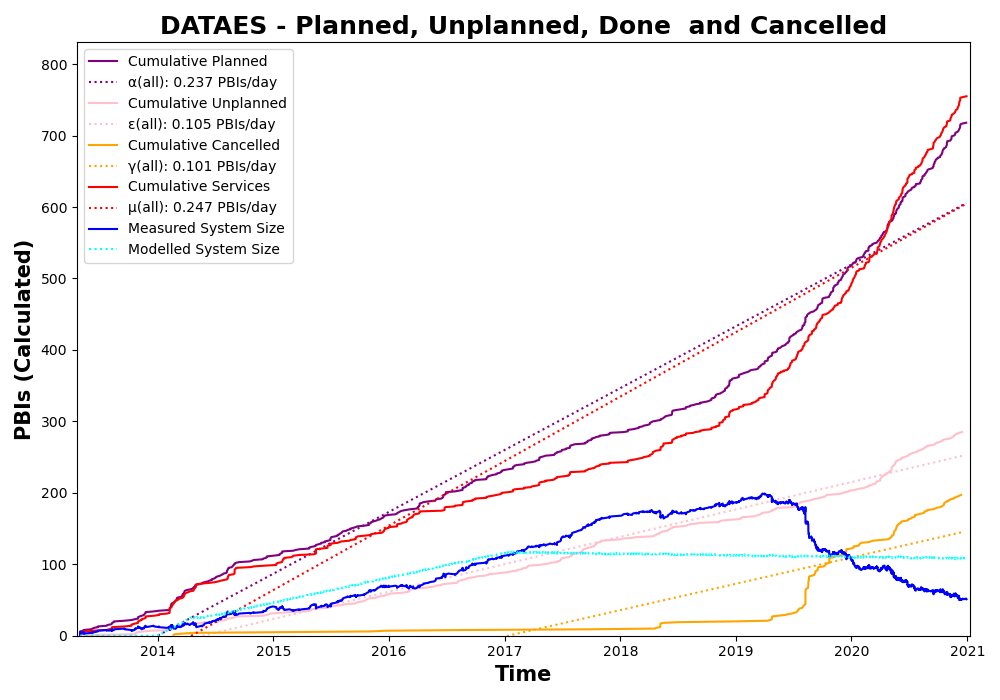 DATAES - Planned, Unplanned, Done  and Cancelled
Cumulative Planned
α(all): 0.237 PBIs/day
Cumulative Unplanned
ε(all): 0.105 PBIs/day
Cumulative Cancelled
γ(all): 0.101 PBIs/day
Cumulative Services
μ(all): 0.247 PBIs/day
Measured System Size
Modelled System Size
PBIs (Calculated)
800
700
600
500
400
300
200
100
0
2014 2015 2016 2017 2018 2019 2020 2021
Time